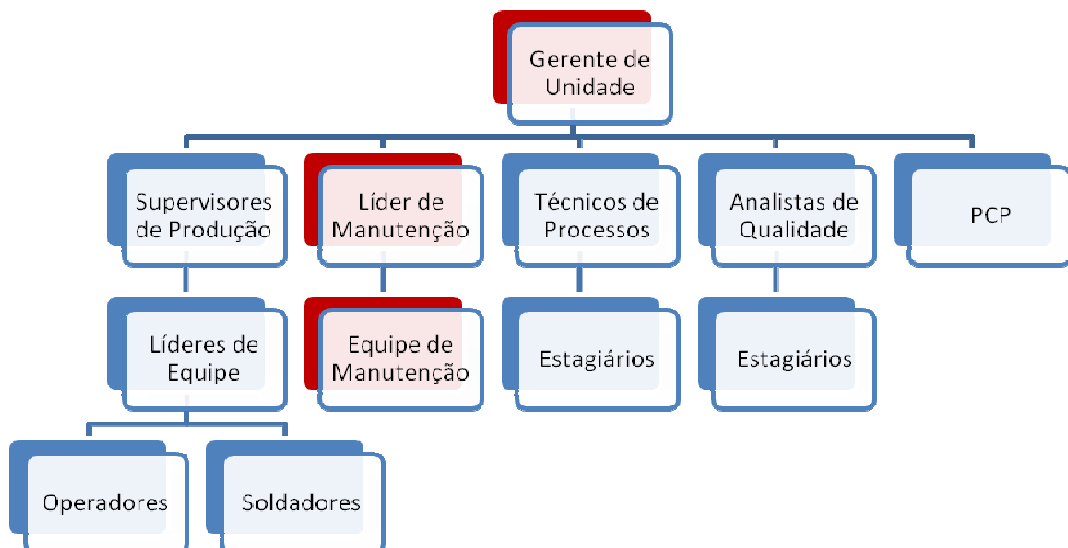 Gerente de
Unidade
Supervisores
de Produção
Líder de
Manutenção
Técnicos de
Processos
Analistas de
Qualidade
PCP
Líderes de
Equipe
Equipe de
Manutenção
Estagiários
Estagiários
Operadores
Soldadores